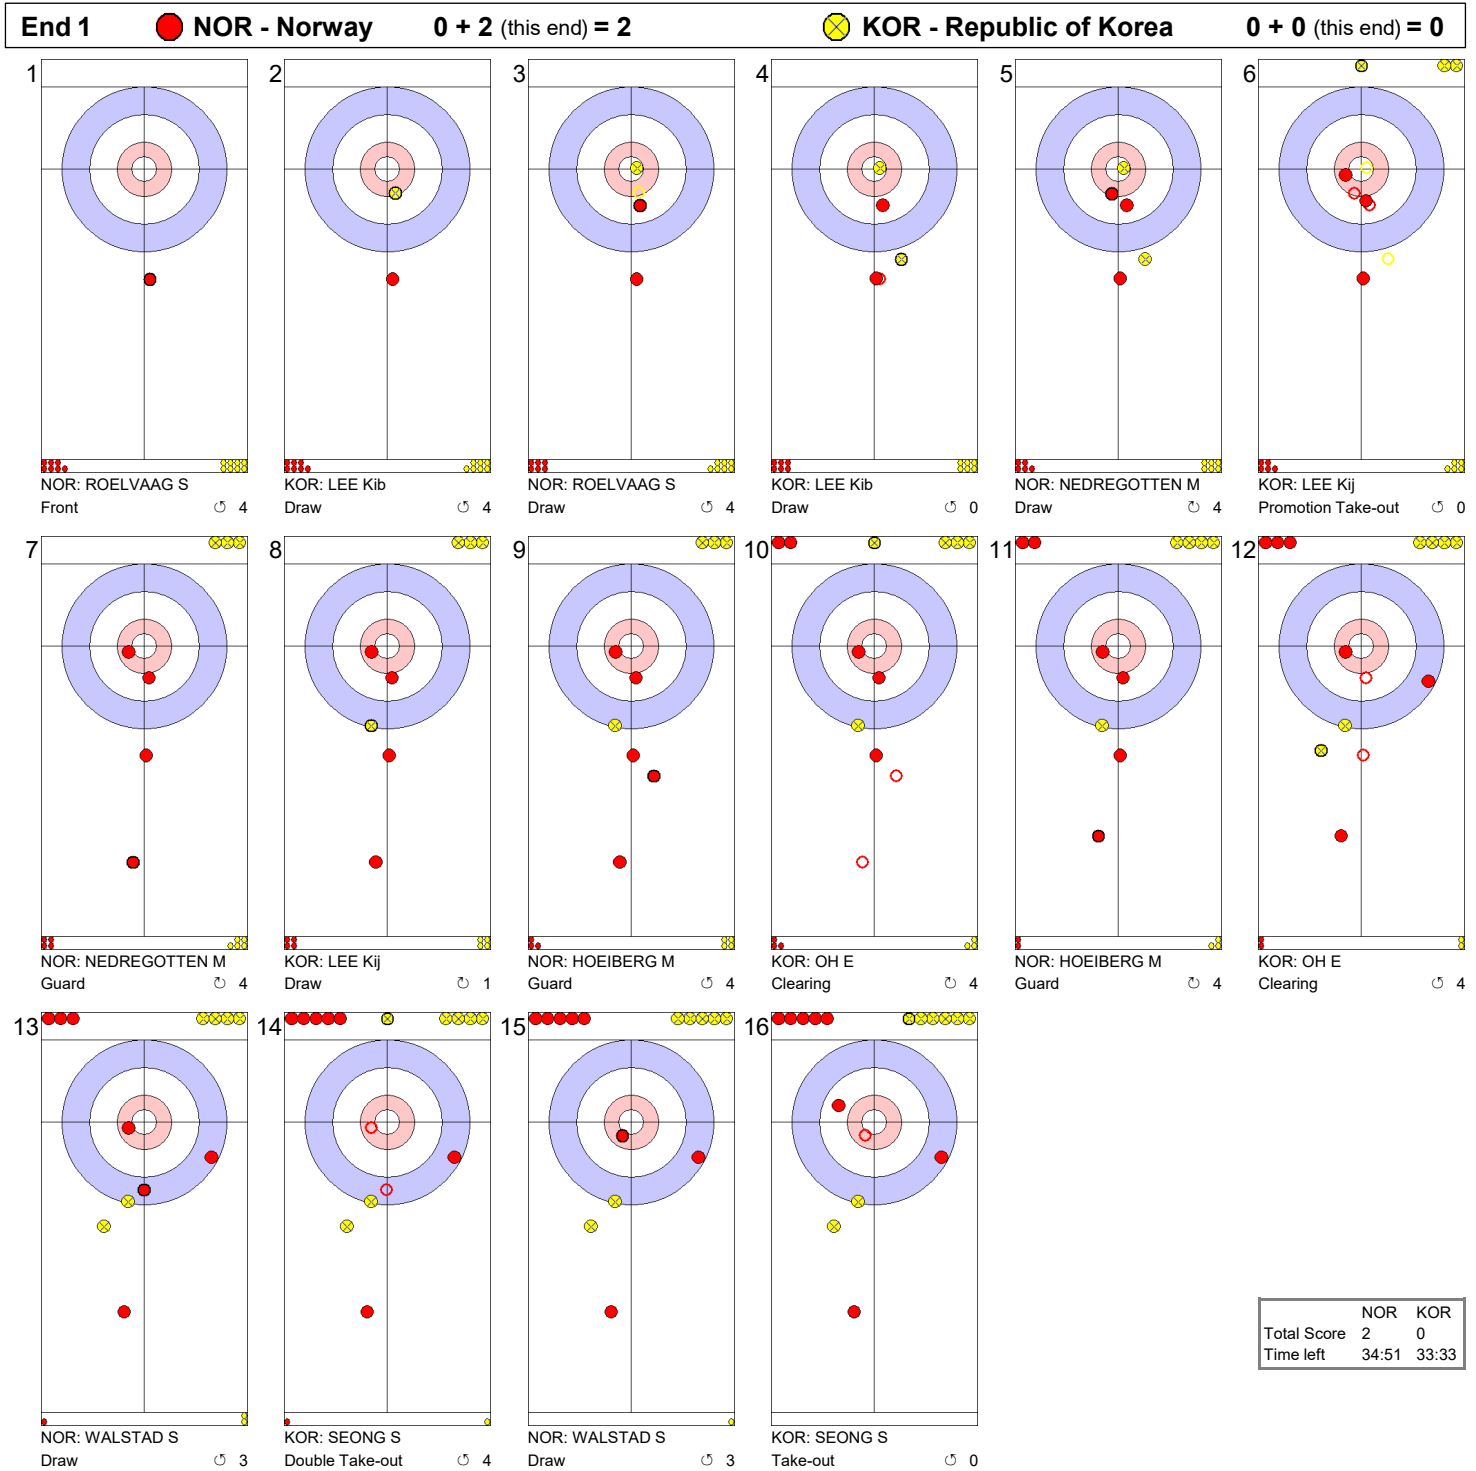 End 1 NOR - Norway 0 + 2 (this end) = 2 KOR - Republic of Korea 0 + 0 (this end) = 0
1 2 3 4 5 6
NOR: ROELVAAG S KOR: LEE Kib NOR: ROELVAAG S KOR: LEE Kib NOR: NEDREGOTTEN M KOR: LEE Kij
Front ↺ 4 Draw ↺ 4 Draw ↺ 4 Draw ↺ 0 Draw ↺ 4 Promotion Take-out ↺ 0
7 8 9 10 11 12
NOR: NEDREGOTTEN M KOR: LEE Kij NOR: HOEIBERG M KOR: OH E NOR: HOEIBERG M KOR: OH E
Guard ↻ 4 Draw ↻ 1 Guard ↺ 4 Clearing ↻ 4 Guard ↺ 4 Clearing ↻ 4
13 14 15 16
NOR: WALSTAD S KOR: SEONG S NOR: WALSTAD S KOR: SEONG S
Draw ↺ 3 Double Take-out ↺ 4 Draw ↺ 3 Take-out ↺ 0
NOR KOR
Total Score 2 0
Time left 34:51 33:33